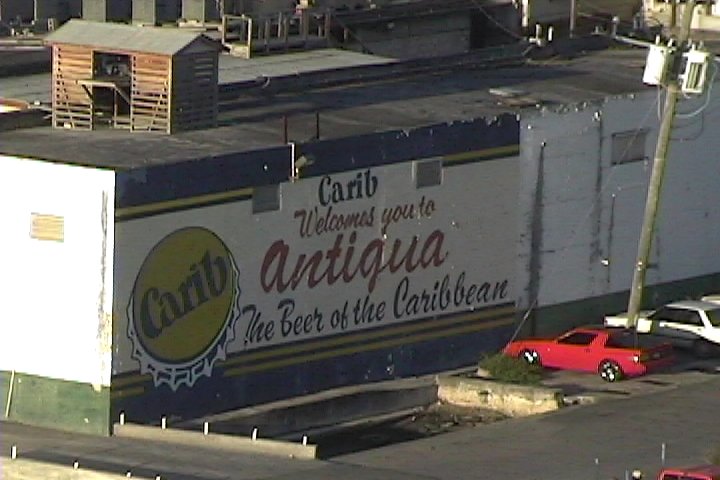 Carib
Welcomes you to
Antigua
Carib
The Beer of the Caribbean